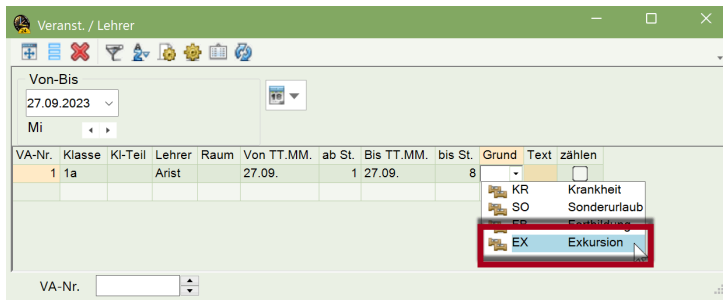 Veranst. / Lehrer
Von-Bis
27.09.2023
Mi
VA-Nr. Klasse Kl-Teil Lehrer Raum Von TT.MM. ab St. Bis TT.MM. bis St. Grund Text zählen
1 1a Arist 27.09. 1 27.09. 8
KR Krankheit
SO Sonderurlaub
FB Fortbildung
EX Exkursion
VA-Nr.